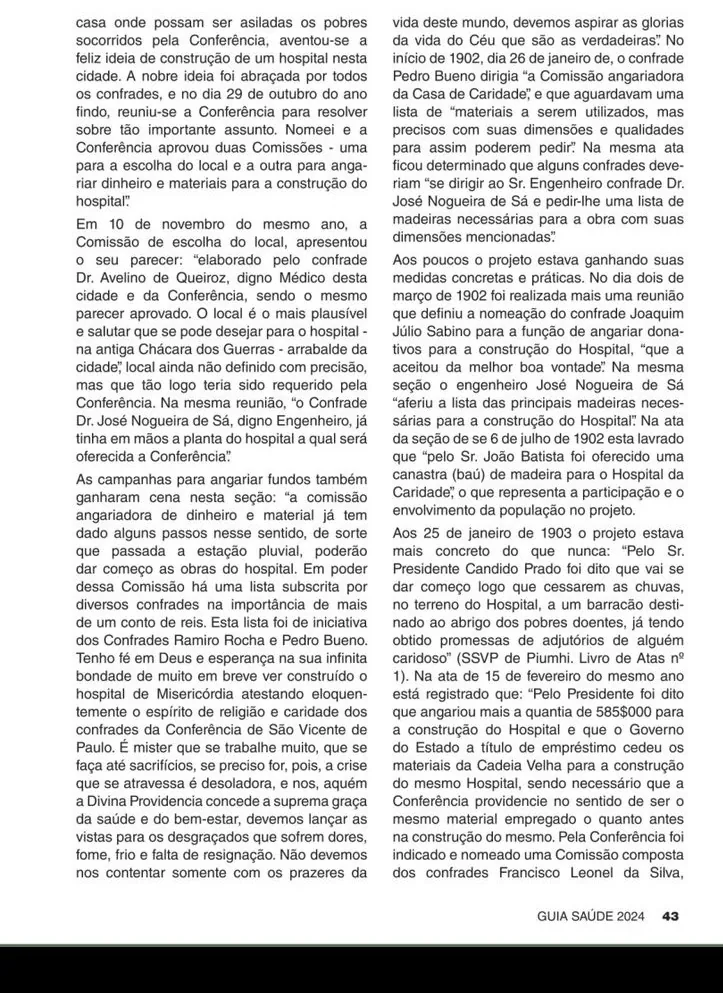 casa onde possam ser asiladas os pobres
socorridos pela Conferência, aventou-se a
feliz ideia de construção de um hospital nesta
cidade. A nobre ideia foi abraçada por todos
os confrades, e no dia 29 de outubro do ano
findo, reuniu-se a Conferência para resolver
sobre tão importante assunto. Nomeei e a
Conferência aprovou duas Comissões - uma
para a escolha do local e a outra para anga-
riar dinheiro e materiais para a construção do
hospital”.
Em 10 de novembro do mesmo ano, a
Comissão de escolha do local, apresentou
o seu parecer: “elaborado pelo confrade
Dr. Avelino de Queiroz, digno Médico desta
cidade e da Conferência, sendo o mesmo
parecer aprovado. O local é o mais plausível
e salutar que se pode desejar para o hospital -
na antiga Chácara dos Guerras - arrabalde da
cidade”, local ainda não definido com precisão,
mas que tão logo teria sido requerido pela
Conferência. Na mesma reunião, “o Confrade
Dr. José Nogueira de Sá, digno Engenheiro, já
tinha em mãos a planta do hospital a qual será
oferecida a Conferência”.
As campanhas para angariar fundos também
ganharam cena nesta seção: “a comissão
angariadora de dinheiro e material já tem
dado alguns passos nesse sentido, de sorte
que passada a estação pluvial, poderão
dar começo as obras do hospital. Em poder
dessa Comissão há uma lista subscrita por
diversos confrades na importância de mais
de um conto de reis. Esta lista foi de iniciativa
dos Confrades Ramiro Rocha e Pedro Bueno.
Tenho fé em Deus e esperança na sua infinita
bondade de muito em breve ver construído o
hospital de Misericórdia atestando eloquen-
temente o espírito de religião e caridade dos
confrades da Conferência de São Vicente de
Paulo. É mister que se trabalhe muito, que se
faça até sacrifícios, se preciso for, pois, a crise
que se atravessa é desoladora, e nos, aquém
a Divina Providencia concede a suprema graça
da saúde e do bem-estar, devemos lançar as
vistas para os desgraçados que sofrem dores,
fome, frio e falta de resignação. Não devemos
nos contentar somente com os prazeres da
vida deste mundo, devemos aspirar as glorias
da vida do Céu que são as verdadeiras”. No
início de 1902, dia 26 de janeiro de, o confrade
Pedro Bueno dirigia “a Comissão angariadora
da Casa de Caridade”, e que aguardavam uma
lista de “materiais a serem utilizados, mas
precisos com suas dimensões e qualidades
para assim poderem pedir”. Na mesma ata
ficou determinado que alguns confrades deve-
riam “se dirigir ao Sr. Engenheiro confrade Dr.
José Nogueira de Sá e pedir-lhe uma lista de
madeiras necessárias para a obra com suas
dimensões mencionadas”.
Aos poucos o projeto estava ganhando suas
medidas concretas e práticas. No dia dois de
março de 1902 foi realizada mais uma reunião
que definiu a nomeação do confrade Joaquim
Júlio Sabino para a função de angariar dona-
tivos para a construção do Hospital, “que a
aceitou da melhor boa vontade”. Na mesma
seção o engenheiro José Nogueira de Sá
“aferiu a lista das principais madeiras neces-
sárias para a construção do Hospital”. Na ata
da seção de se 6 de julho de 1902 esta lavrado
que “pelo Sr. João Batista foi oferecido uma
canastra (baú) de madeira para o Hospital da
Caridade”, o que representa a participação e o
envolvimento da população no projeto.
Aos 25 de janeiro de 1903 o projeto estava
mais concreto do que nunca: “Pelo Sr.
Presidente Candido Prado foi dito que vai se
dar começo logo que cessarem as chuvas,
no terreno do Hospital, a um barracão desti-
nado ao abrigo dos pobres doentes, já tendo
obtido promessas de adjutórios de alguém
caridoso” (SSVP de Piumhi. Livro de Atas nº
1). Na ata de 15 de fevereiro do mesmo ano
está registrado que: “Pelo Presidente foi dito
que angariou mais a quantia de 585$000 para
a construção do Hospital e que o Governo
do Estado a título de empréstimo cedeu os
materiais da Cadeia Velha para a construção
do mesmo Hospital, sendo necessário que a
Conferência providencie no sentido de ser o
mesmo material empregado o quanto antes
na construção do mesmo. Pela Conferência foi
indicado e nomeado uma Comissão composta
dos confrades Francisco Leonel da Silva,
GUIA SAÚDE 2024 43